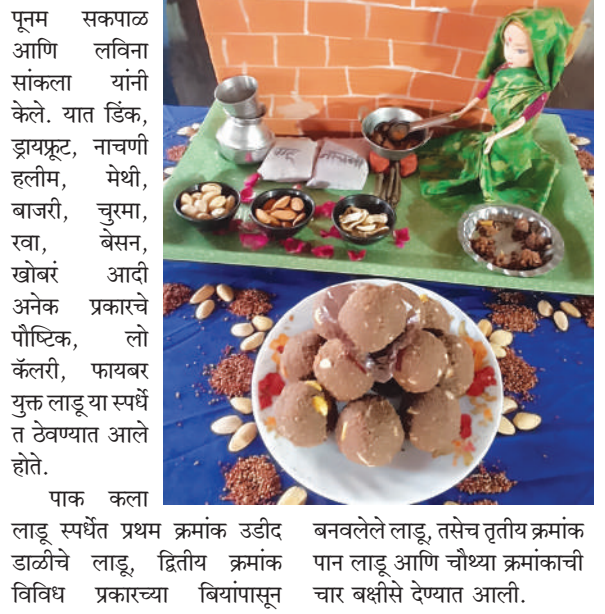 पूनम सकपाळ
आणि लविना
सांकला यांनी
केले. यात डिंक,
ड्रायफ्रूट, नाचणी
हलीम, मेथी,
बाजरी, चुरमा,
रवा, बेसन,
खोबरं आदी
अनेक प्रकारचे
पौष्टिक, लो
कॅलरी, फायबर
युक्त लाडू या स्पर्धे
त ठेवण्यात आले
होते.
पाक कला
लाडू स्पर्धेत प्रथम क्रमांक उडीद
डाळीचे लाडू, द्वितीय क्रमांक
विविध प्रकारच्या बियांपासून
बनवलेले लाडू, तसेच तृतीय क्रमांक
पान लाडू आणि चौथ्या क्रमांकाची
चार बक्षीसे देण्यात आली.